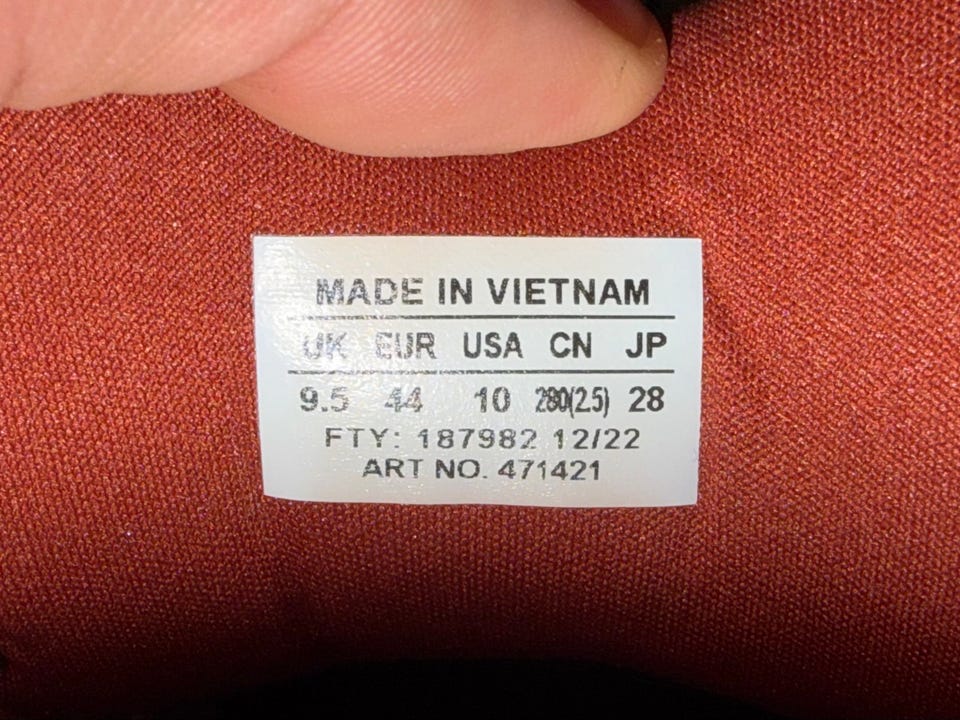 MADE IN VIETNAM
UK EUR USA CN JP
9.5 44 10 280(2.5) 28
FTY: 187982 12/22
ART NO. 471421